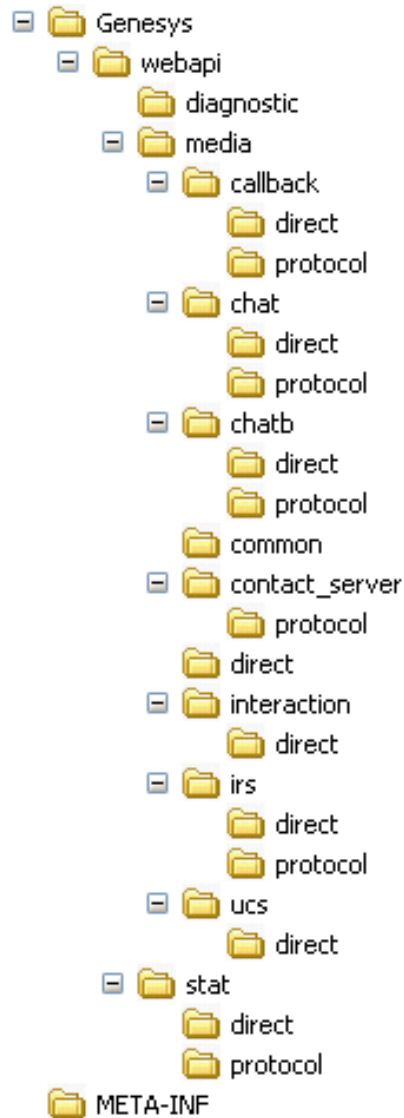 Genesys
webapi
diagnostic
media
callback
direct
protocol
chat
direct
protocol
chatb
direct
protocol
common
contact_server
protocol
direct
interaction
direct
irs
direct
protocol
ucs
direct
stat
direct
protocol
META-INF